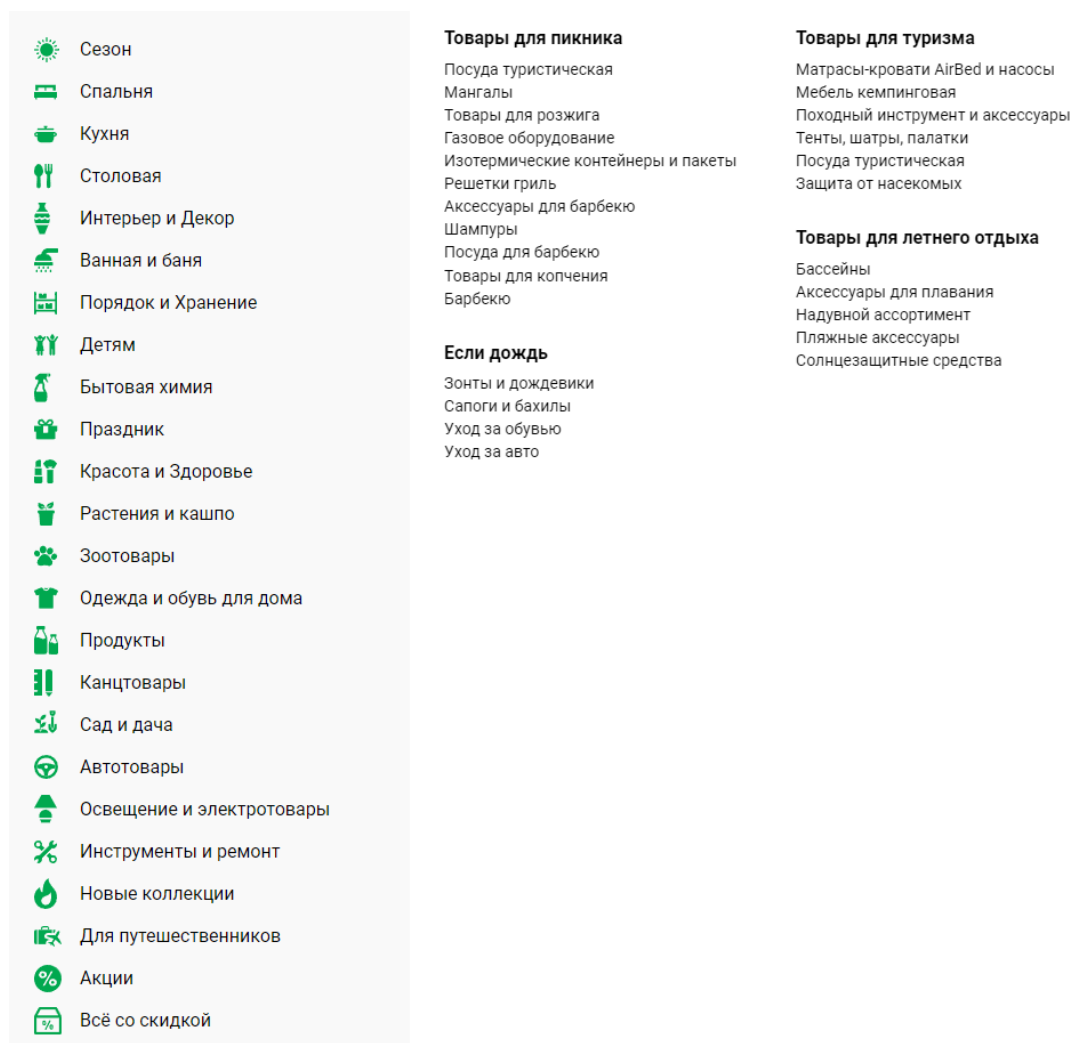 Сезон
Спальня
Кухня
Столовая
Интерьер и Декор
Ванная и баня
Порядок и Хранение
Детям
Бытовая химия
Праздник
Красота и Здоровье
Растения и кашпо
Зоотовары
Одежда и обувь для дома
Продукты
Канцтовары
Сад и дача
Автотовары
Освещение и электротовары
Инструменты и ремонт
Новые коллекции
Для путешественников
%
Акции
%
Всё со скидкой
Товары для пикника
Посуда туристическая
Мангалы
Товары для розжига
Газовое оборудование
Изотермические контейнеры и пакеты
Решетки гриль
Аксессуары для барбекю
Шампуры
Посуда для барбекю
Товары для копчения
Барбекю
Если дождь
Зонты и дождевики
Сапоги и бахилы
Уход за обувью
Уход за авто
Товары для туризма
Матрасы-кровати AirBed и насосы
Мебель кемпинговая
Походный инструмент и аксессуары
Тенты, шатры, палатки
Посуда туристическая
Защита от насекомых
Товары для летнего отдыха
Бассейны
Аксессуары для плавания
Надувной ассортимент
Пляжные аксессуары
Солнцезащитные средства